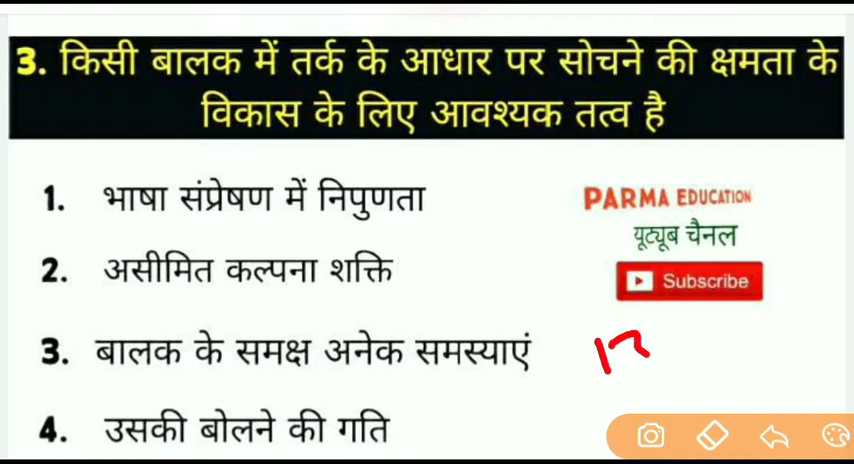 3. किसी बालक में तर्क के आधार पर सोचने की क्षमता के
विकास के लिए आवश्यक तत्व है
1. भाषा संप्रेषण में निपुणता
PARMA EDUCATION
यूट्यूब चैनल
2. असीमित कल्पना शक्ति
Subscribe
3. बालक के समक्ष अनेक समस्याएं
4. उसकी बोलने की गति